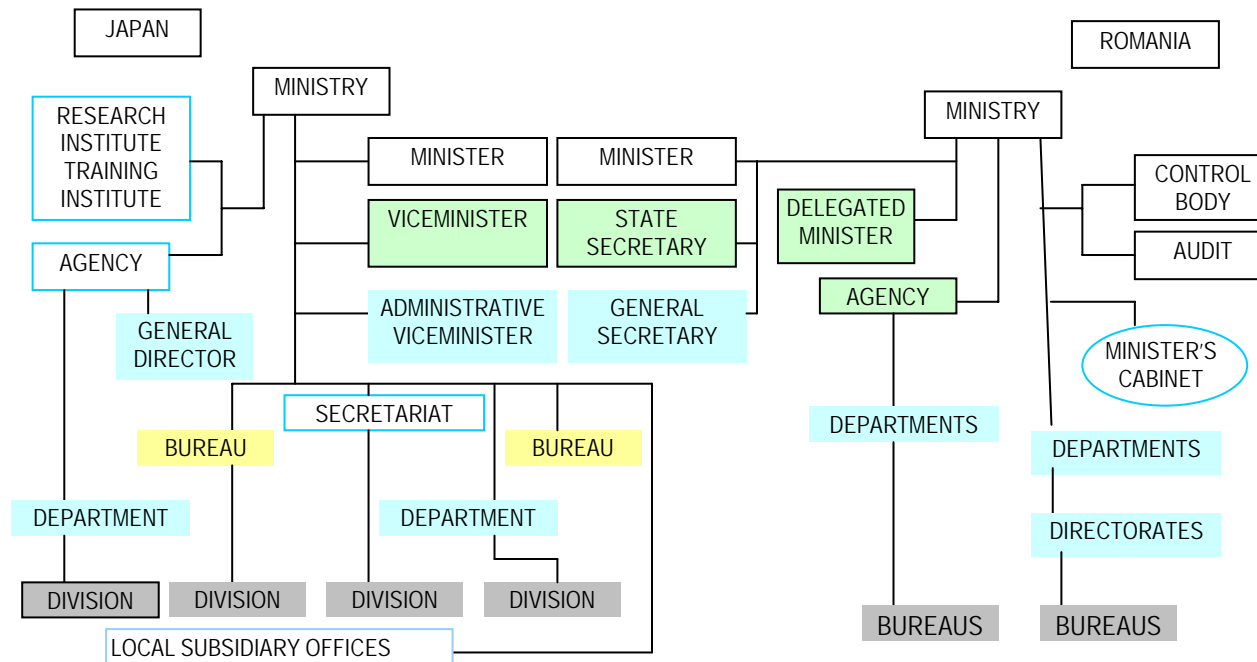 JAPAN
ROMANIA
MINISTRY
MINISTRY
RESEARCH
INSTITUTE
TRAINING
INSTITUTE
MINISTER
MINISTER
CONTROL
BODY
VICEMINISTER
STATE
SECRETARY
DELEGATED
MINISTER
AUDIT
AGENCY
AGENCY
GENERAL
DIRECTOR
ADMINISTRATIVE
VICEMINISTER
GENERAL
SECRETARY
MINISTER'S
CABINET
SECRETARIAT
DEPARTMENTS
BUREAU
BUREAU
DEPARTMENTS
DEPARTMENT
DEPARTMENT
DIRECTORATES
DIVISION
DIVISION
DIVISION
DIVISION
BUREAUS
BUREAUS
LOCAL SUBSIDIARY OFFICES